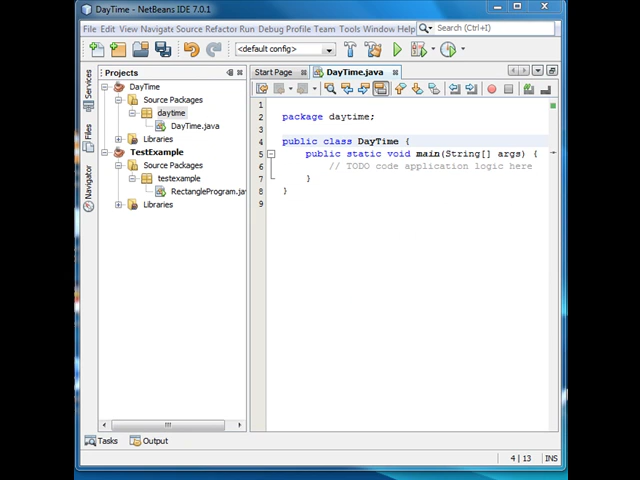 DayTime - NetBeans IDE 7.0.1
File Edit View Navigate Source Refactor Run Debug Profile Team Tools Window Help
Search (Ctrl+I)
<default config>
Projects
Start Page
DayTime.java
Services
Files
Navigator
DayTime
Source Packages
daytime
DayTime.java
Libraries
TestExample
Source Packages
testexample
RectangleProgram.jav
Libraries
1
2 package daytime;
3
4 public class DayTime {
5 public static void main(String[] args) {
6 // TODO code application logic here
7 }
8 }
9
Tasks
Output
4 | 13 INS